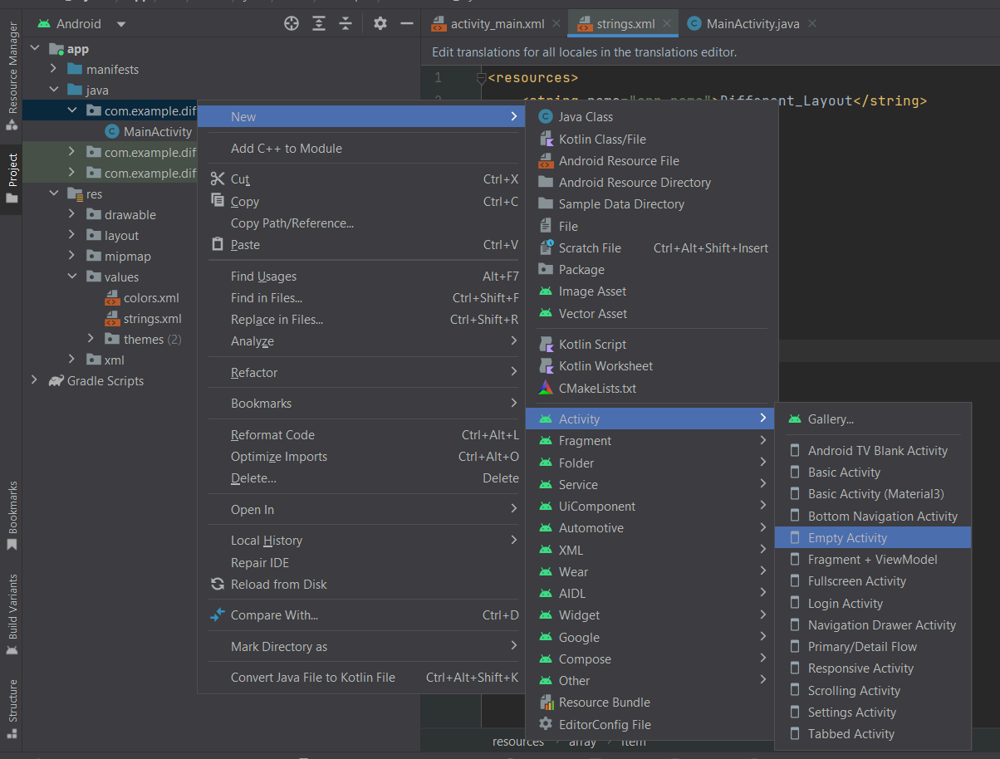 Android
activity_main.xml
strings.xml
MainActivity.java
Edit translations for all locales in the translations editor.
Resource Manager
Project
Bookmarks
Build Variants
Structure
app
manifests
java
com.example.dif
MainActivity
com.example.dif
com.example.dif
res
drawable
layout
mipmap
values
colors.xml
strings.xml
themes (2)
xml
Gradle Scripts
1 <resources>
ent_Layout</string>
New
Add C++ to Module
Cut Ctrl+X
Copy Ctrl+C
Copy Path/Reference...
Paste Ctrl+V
Find Usages Alt+F7
Find in Files... Ctrl+Shift+F
Replace in Files... Ctrl+Shift+R
Analyze
Refactor
Bookmarks
Reformat Code Ctrl+Alt+L
Optimize Imports Ctrl+Alt+O
Delete... Delete
Open In
Local History
Repair IDE
Reload from Disk
Compare With... Ctrl+D
Mark Directory as
Convert Java File to Kotlin File Ctrl+Alt+Shift+K
Java Class
Kotlin Class/File
Android Resource File
Android Resource Directory
Sample Data Directory
File
Scratch File Ctrl+Alt+Shift+Insert
Package
Image Asset
Vector Asset
Kotlin Script
Kotlin Worksheet
CMakeLists.txt
Activity
Fragment
Folder
Service
UiComponent
Automotive
XML
Wear
AIDL
Widget
Google
Compose
Other
Resource Bundle
EditorConfig File
Gallery...
Android TV Blank Activity
Basic Activity
Basic Activity (Material3)
Bottom Navigation Activity
Empty Activity
Fragment + ViewModel
Fullscreen Activity
Login Activity
Navigation Drawer Activity
Primary/Detail Flow
Responsive Activity
Scrolling Activity
Settings Activity
Tabbed Activity
resources array item